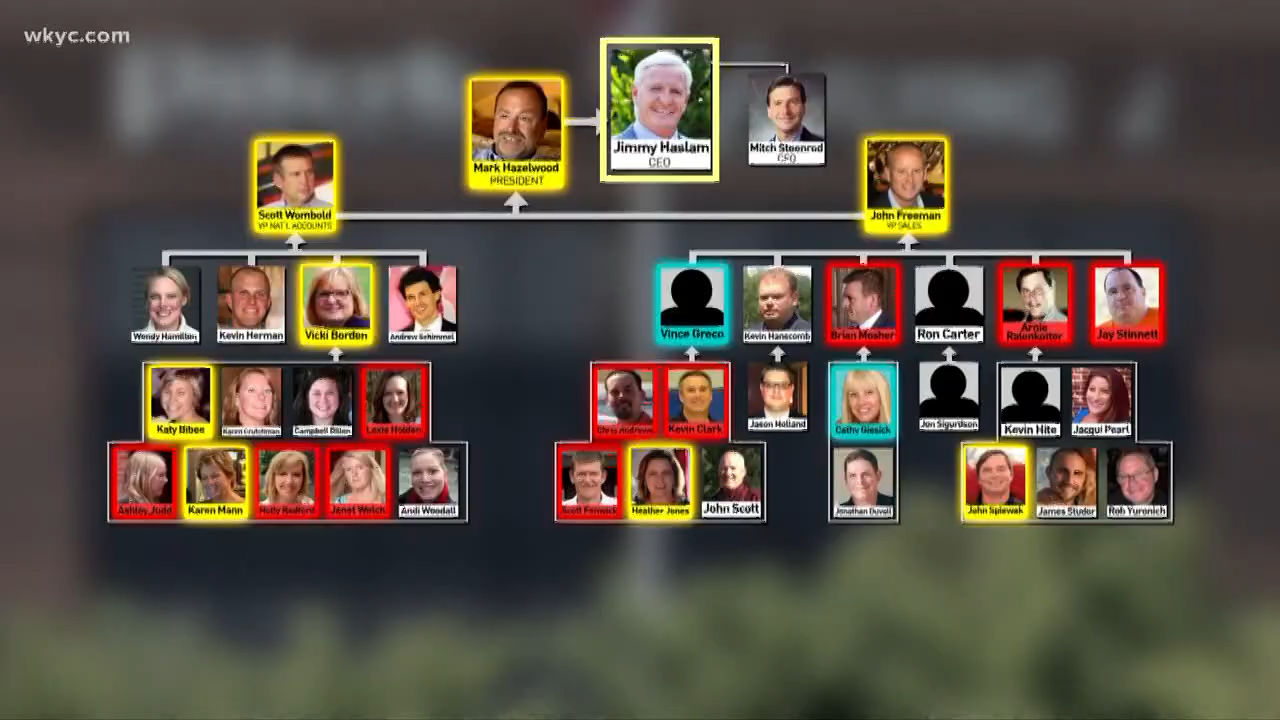 wkyc.com
Jimmy Haslam
CEO
Mark Hazelwood
PRESIDENT
Mitch Steenrod
CFO
Scott Wombold
VP NAT'L ACCOUNTS
John Freeman
VP SALES
Wendy Hamilton
Kevin Herman
Vicki Borden
Andrew Schimmel
Vince Greco
Kevin Hanscomb
Brian Mosher
Ron Carter
Arnie
Ralenkotter
Jay Stinnett
Katy Bibee
Karen Crutchman
Campbell Dillen
Lexie Holden
Chris Andrews
Kevin Clark
Jason Holland
Cathy Giesick
Jon Sigurdson
Kevin Hite
Jacqui Pearl
Ashley Judd
Karen Mann
Holly Radford
Janet Welch
Andi Woodall
Scott Fenwick
Heather Jones
John Scott
Jonathan Duvall
John Spiewak
James Studor
Rob Yuronich